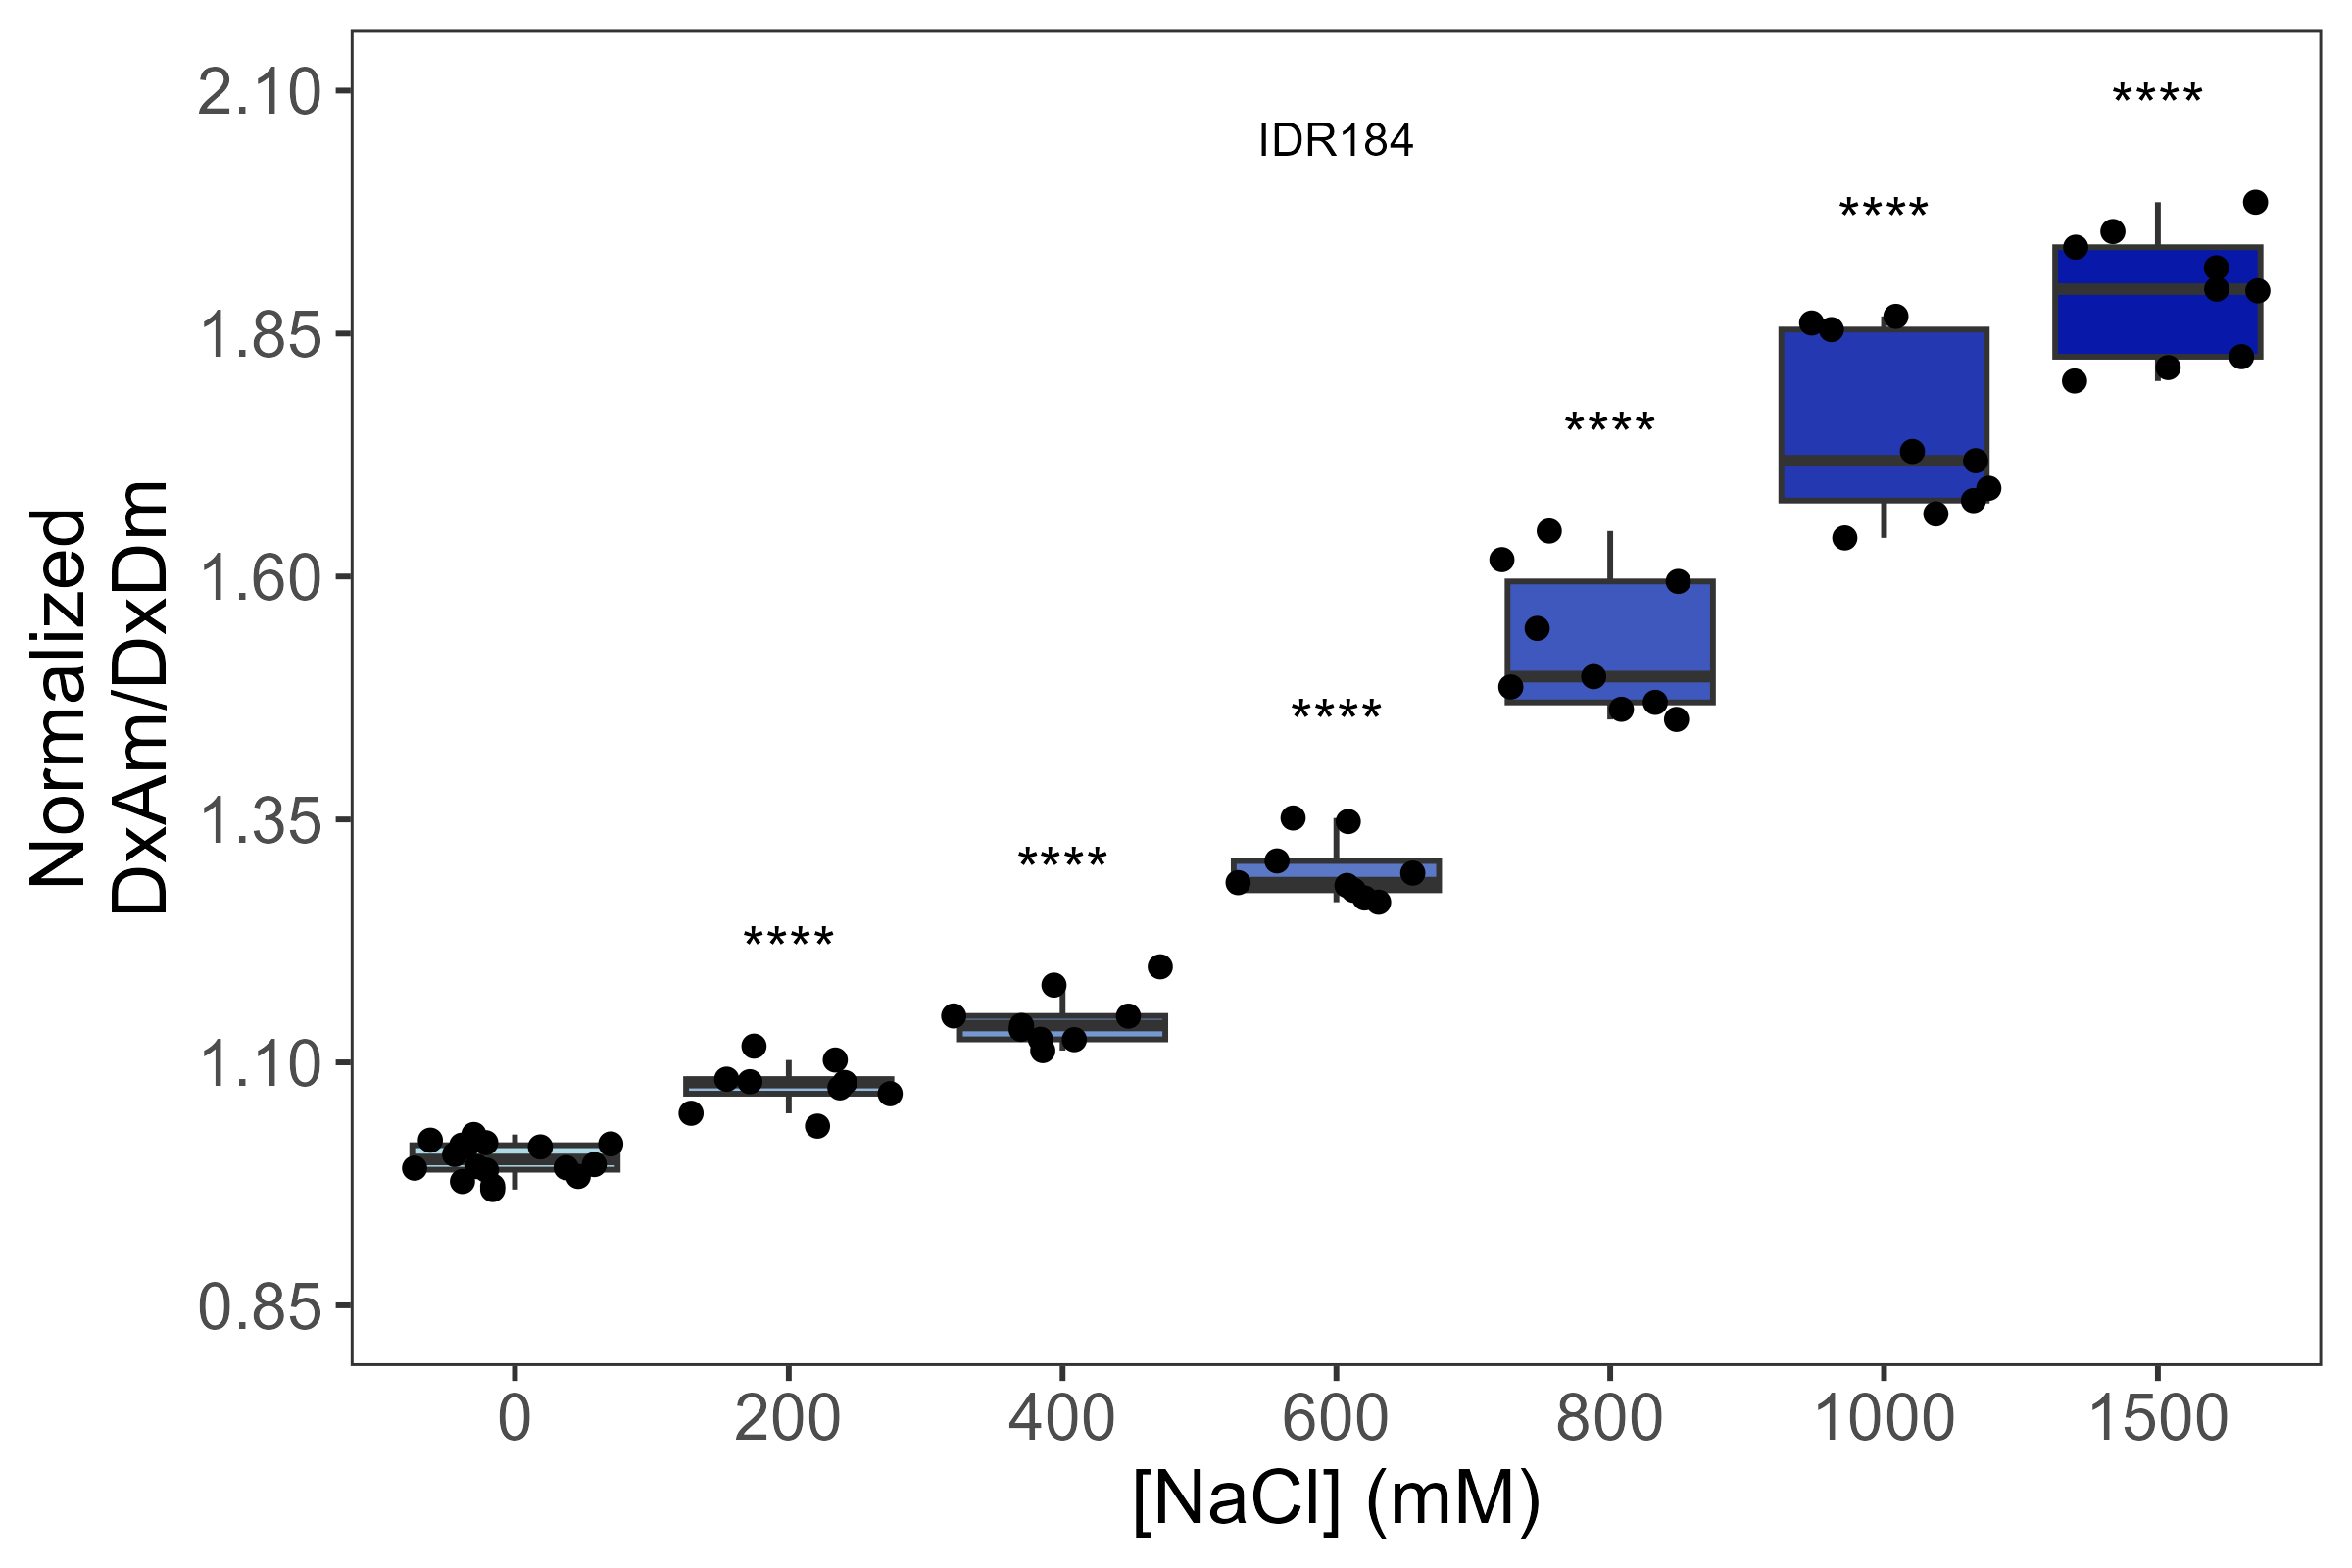 IDR184
****
****
****
****
****
****
2.10
1.85
1.60
1.35
1.10
0.85
Normalized
DxAm/DxDm
0 200 400 600 800 1000 1500
[NaCl] (mM)